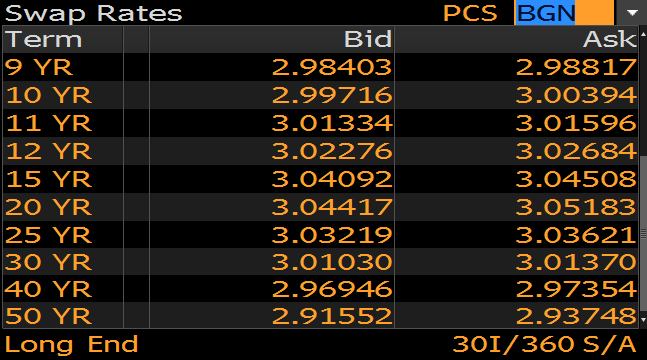 Swap Rates PCS BGN
Term Bid Ask
9 YR 2.98403 2.98817
10 YR 2.99716 3.00394
11 YR 3.01334 3.01596
12 YR 3.02276 3.02684
15 YR 3.04092 3.04508
20 YR 3.04417 3.05183
25 YR 3.03219 3.03621
30 YR 3.01030 3.01370
40 YR 2.96946 2.97354
50 YR 2.91552 2.93748
Long End 30I/360 S/A